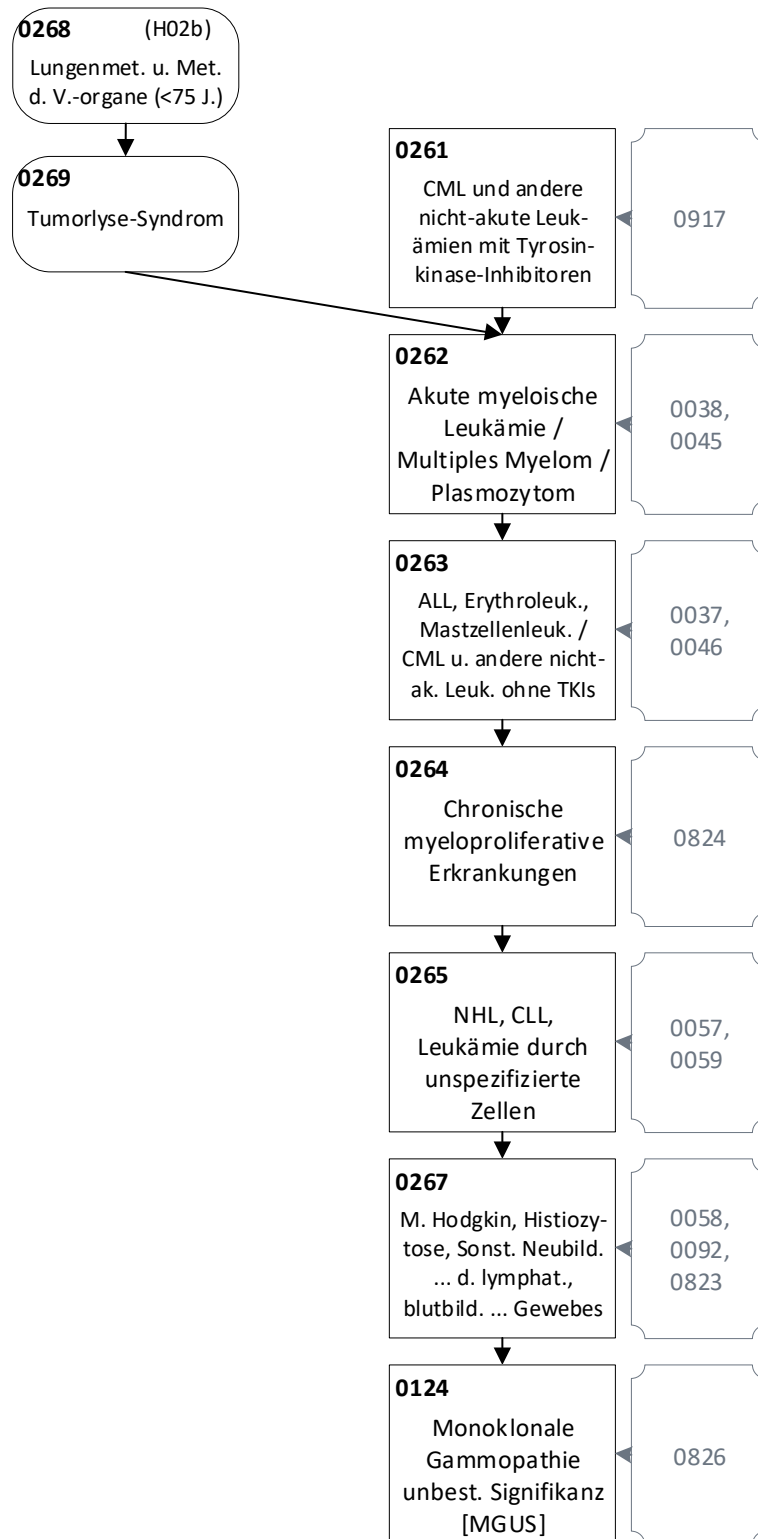 0268 (H02b)
Lungenmet. u. Met.
d. V.-organe (<75 J.)
0269
Tumorlyse-Syndrom
0261
CML und andere
nicht-akute Leuk-
ämien mit Tyrosin-
kinase-Inhibitoren
0917
0262
Akute myeloische
Leukämie /
Multiples Myelom /
Plasmozytom
0038,
0045
0263
ALL, Erythroleuk.,
Mastzellenleuk. /
CML u. andere nicht-
ak. Leuk. ohne TKIs
0037,
0046
0264
Chronische
myeloproliferative
Erkrankungen
0824
0265
NHL, CLL,
Leukämie durch
unspezifizierte
Zellen
0057,
0059
0267
M. Hodgkin, Histiozy-
tose, Sonst. Neubild.
... d. lymphat.,
blutbild. ... Gewebes
0058,
0092,
0823
0124
Monoklonale
Gammopathie
unbest. Signifikanz
[MGUS]
0826